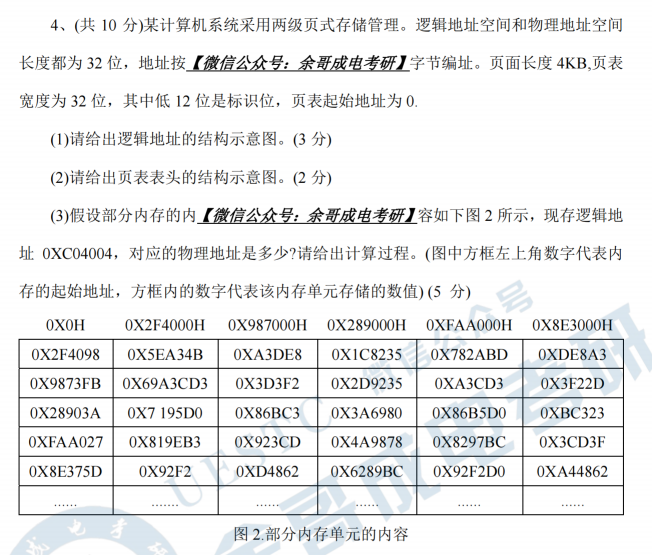 4、(共 10 分)某计算机系统采用两级页式存储管理。逻辑地址空间和物理地址空间
长度都为 32 位，地址按【微信公众号：余哥成电考研】字节编址。页面长度 4KB,页表
宽度为 32 位，其中低 12 位是标识位，页表起始地址为 0.
(1)请给出逻辑地址的结构示意图。(3 分)
(2)请给出页表表头的结构示意图。(2 分)
(3)假设部分内存的内【微信公众号：余哥成电考研】容如下图 2 所示，现存逻辑地
址 0XC04004，对应的物理地址是多少?请给出计算过程。(图中方框左上角数字代表内
存的起始地址，方框内的数字代表该内存单元存储的数值) (5 分)
0X0H 0X2F4000H 0X987000H 0X289000H 0XFAA000H 0X8E3000H
0X2F4098 0X5EA34B 0XA3DE8 0X1C8235 0X782ABD 0XDE8A3
0X9873FB 0X69A3CD3 0X3D3F2 0X2D9235 0XA3CD3 0X3F22D
0X28903A 0X7 195D0 0X86BC3 0X3A6980 0X86B5D0 0XBC323
0XFAA027 0X819EB3 0X923CD 0X4A9878 0X8297BC 0X3CD3F
0X8E375D 0X92F2 0XD4862 0X6289BC 0X92F2D0 0XA44862
...... ....... ...... ...... ...... ......
图 2.部分内存单元的内容
UESTC 微信公众号
余哥成电考研